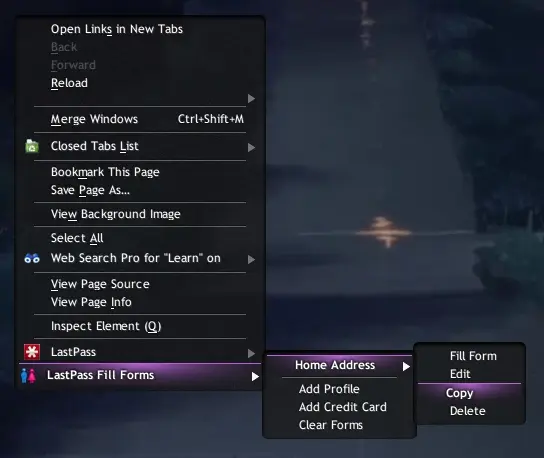 Open Links in New Tabs
Back
Forward
Reload
Merge Windows Ctrl+Shift+M
Closed Tabs List
Bookmark This Page
Save Page As...
View Background Image
Select All
Web Search Pro for "Learn" on
View Page Source
View Page Info
Inspect Element (Q)
LastPass
LastPass Fill Forms
Home Address
Add Profile
Add Credit Card
Clear Forms
Fill Form
Edit
Copy
Delete